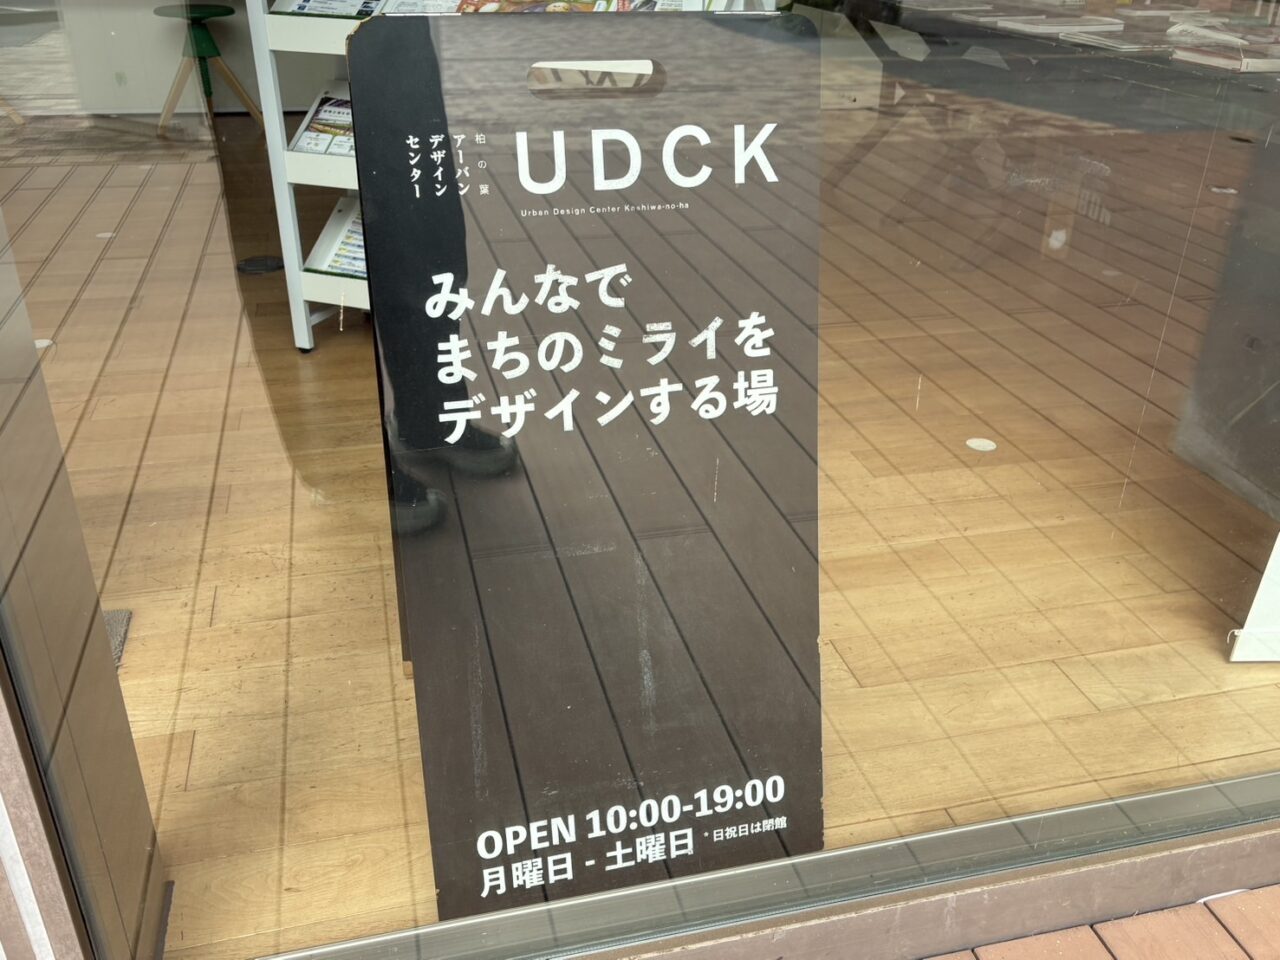 柏の葉
アーバン
デザイン
センター
UDCK
Urban Design Center Kashiwa-no-ha
みんなで
まちのミライを
デザインする場
OPEN 10:00-19:00
月曜日 - 土曜日 *日祝日は閉館